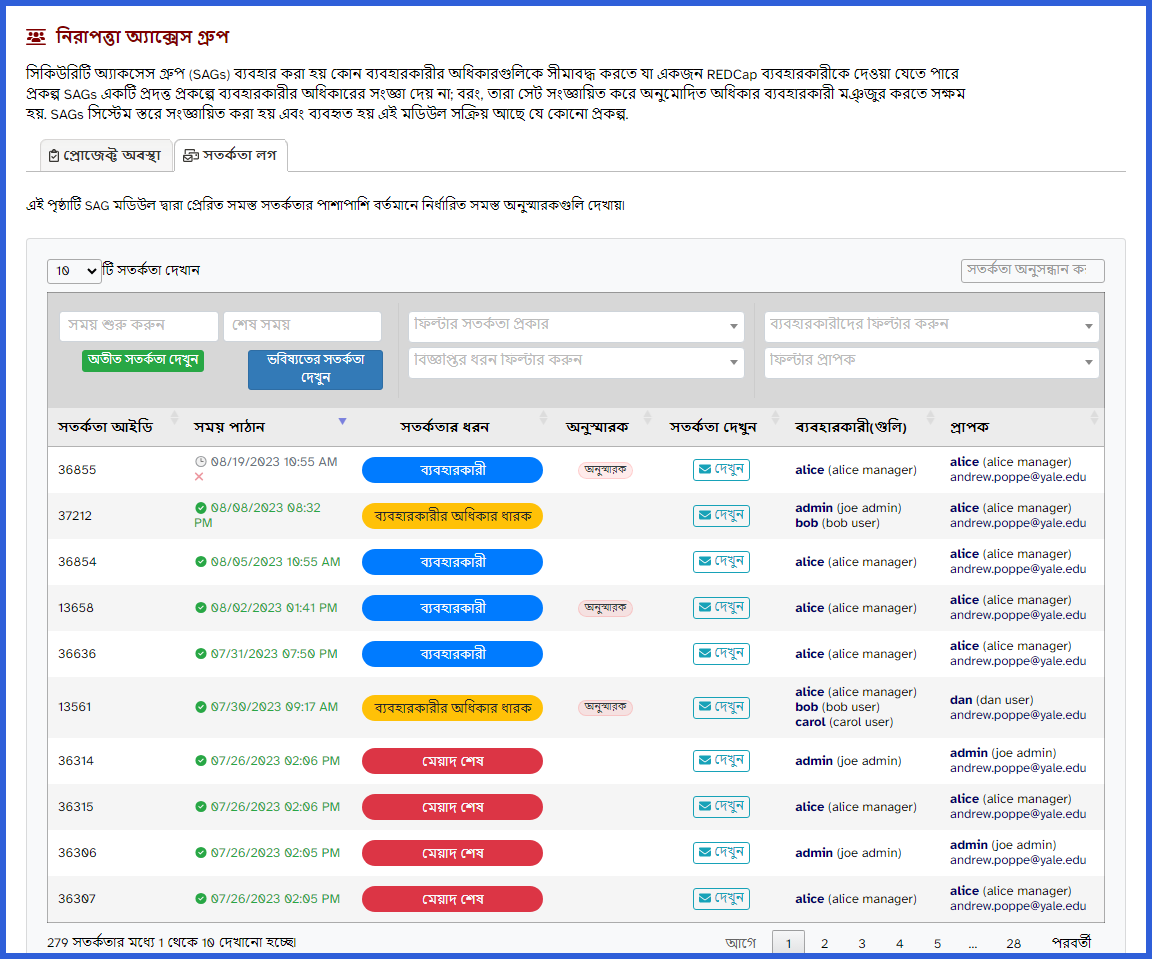 নিরাপত্তা অ্যাক্সেস গ্রুপ
সিকিউরিটি অ্যাকসেস গ্রুপ (SAGs) ব্যবহার করা হয় কোন ব্যবহারকারীর অধিকারগুলিকে সীমাবদ্ধ করতে যা একজন REDCap ব্যবহারকারীকে দেওয়া যেতে পারে
প্রকল্প SAGs একটি প্রদত্ত প্রকল্পে ব্যবহারকারীর অধিকারের সংজ্ঞা দেয় না; বরং, তারা সেট সংজ্ঞায়িত করে অনুমোদিত অধিকার ব্যবহারকারী মঞ্জুর করতে সক্ষম
হয়. SAGs সিস্টেম স্তরে সংজ্ঞায়িত করা হয় এবং ব্যবহৃত হয় এই মডিউল সক্রিয় আছে যে কোনো প্রকল্প.
প্রোজেক্ট অবস্থা সতর্কতা লগ
এই পৃষ্ঠাটি SAG মডিউল দ্বারা প্রেরিত সমস্ত সতর্কতার পাশাপাশি বর্তমানে নির্ধারিত সমস্ত অনুস্মারকগুলি দেখায়৷
10 টি সতর্কতা দেখান সতর্কতা অনুসন্ধান কর
সময় শুরু করুন শেষ সময় ফিল্টার সতর্কতা প্রকার ব্যবহারকারীদের ফিল্টার করুন
অতীত সতর্কতা দেখুন ভবিষ্যতের সতর্কতা দেখুন বিজ্ঞপ্তির ধরন ফিল্টার করুন ফিল্টার প্রাপক
সতর্কতা আইডি সময় পাঠান সতর্কতার ধরন অনুস্মারক সতর্কতা দেখুন ব্যবহারকারী(গুলি) প্রাপক
36855 08/19/2023 10:55 AM ব্যবহারকারী অনুস্মারক দেখুন alice (alice manager) alice (alice manager)
andrew.poppe@yale.edu
37212 08/08/2023 08:32 PM ব্যবহারকারীর অধিকার ধারক দেখুন admin (joe admin) alice (alice manager)
bob (bob user) andrew.poppe@yale.edu
36854 08/05/2023 10:55 AM ব্যবহারকারী দেখুন alice (alice manager) alice (alice manager)
andrew.poppe@yale.edu
13658 08/02/2023 01:41 PM ব্যবহারকারী অনুস্মারক দেখুন alice (alice manager) alice (alice manager)
andrew.poppe@yale.edu
36636 07/31/2023 07:50 PM ব্যবহারকারী দেখুন alice (alice manager) alice (alice manager)
andrew.poppe@yale.edu
13561 07/30/2023 09:17 AM ব্যবহারকারীর অধিকার ধারক অনুস্মারক দেখুন alice (alice manager) dan (dan user)
bob (bob user) andrew.poppe@yale.edu
carol (carol user)
36314 07/26/2023 02:06 PM মেয়াদ শেষ দেখুন admin (joe admin) admin (joe admin)
andrew.poppe@yale.edu
36315 07/26/2023 02:06 PM মেয়াদ শেষ দেখুন alice (alice manager) alice (alice manager)
andrew.poppe@yale.edu
36306 07/26/2023 02:05 PM মেয়াদ শেষ দেখুন admin (joe admin) admin (joe admin)
andrew.poppe@yale.edu
36307 07/26/2023 02:05 PM মেয়াদ শেষ দেখুন alice (alice manager) alice (alice manager)
andrew.poppe@yale.edu
279 সতর্কতার মধ্যে 1 থেকে 10 দেখানো হচ্ছে৷ আগে 1 2 3 4 5 ... 28 পরবর্তী